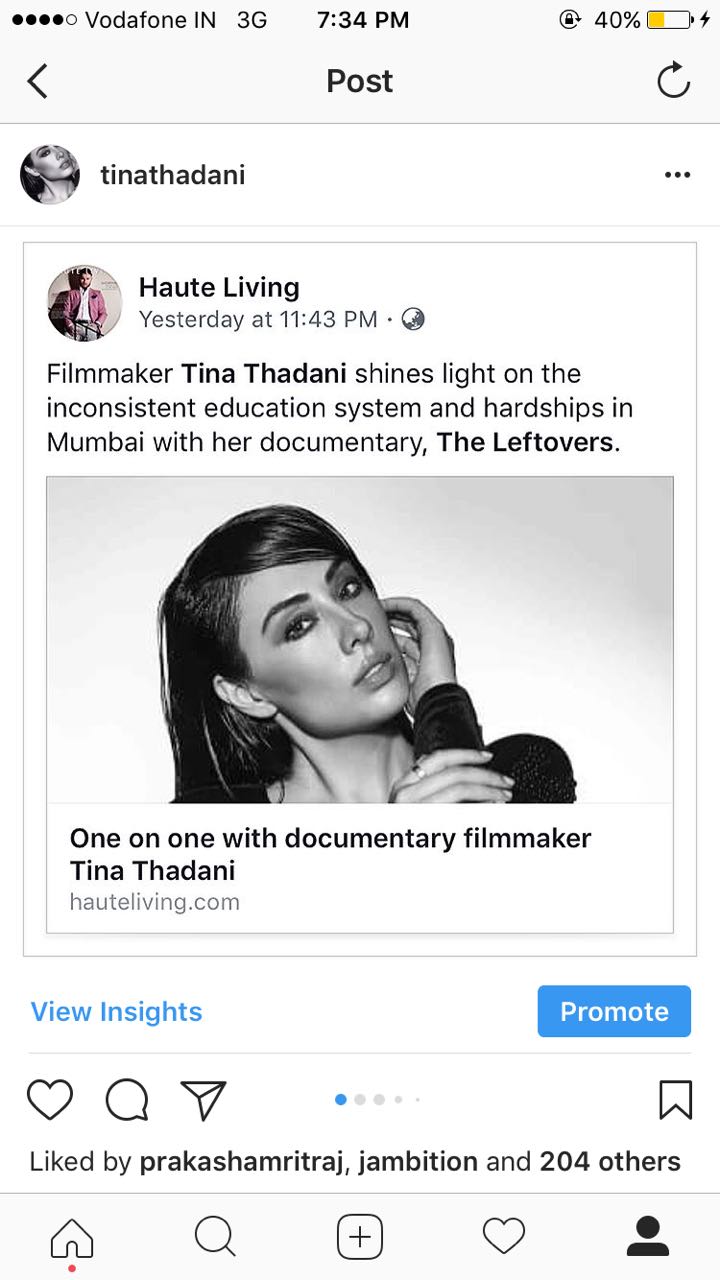 Vodafone IN 3G 7:34 PM 40%
Post
tinathadani
Haute Living
Yesterday at 11:43 PM ·
Filmmaker Tina Thadani shines light on the
inconsistent education system and hardships in
Mumbai with her documentary, The Leftovers.
One on one with documentary filmmaker
Tina Thadani
hauteliving.com
View Insights
Promote
Liked by prakashamritraj, jambition and 204 others